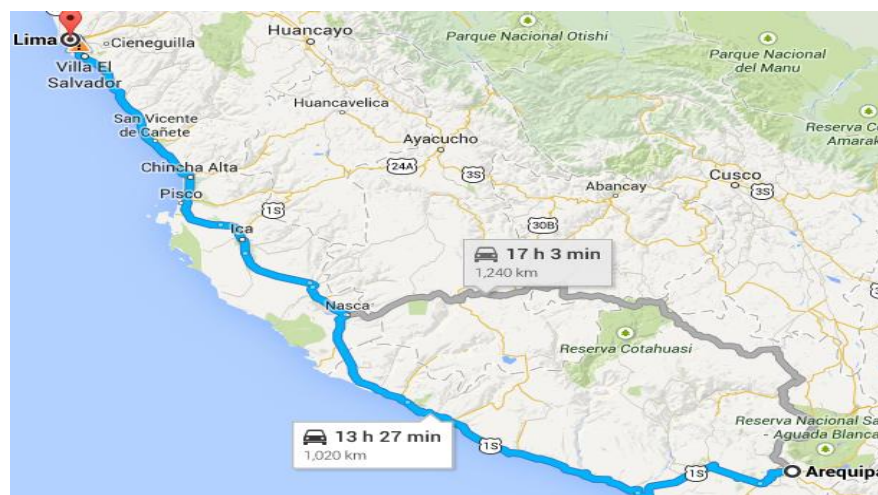 Lima
Cieneguilla
Villa El
Salvador
Huancayo
Parque Nacional Otishi
Parque Nacional
del Manu
San Vicente
de Cañete
Huancavelica
Ayacucho
Reserva C
Amarak
Chincha Alta
24A
3S
Cusco
3S
Pisco
Abancay
1S
30B
Ica
17 h 3 min
1,240 km
Nasca
Reserva Cotahuasi
13 h 27 min
1,020 km
1S
Reserva Nacional Sa
- Aguada Blanca
1S
Arequipa